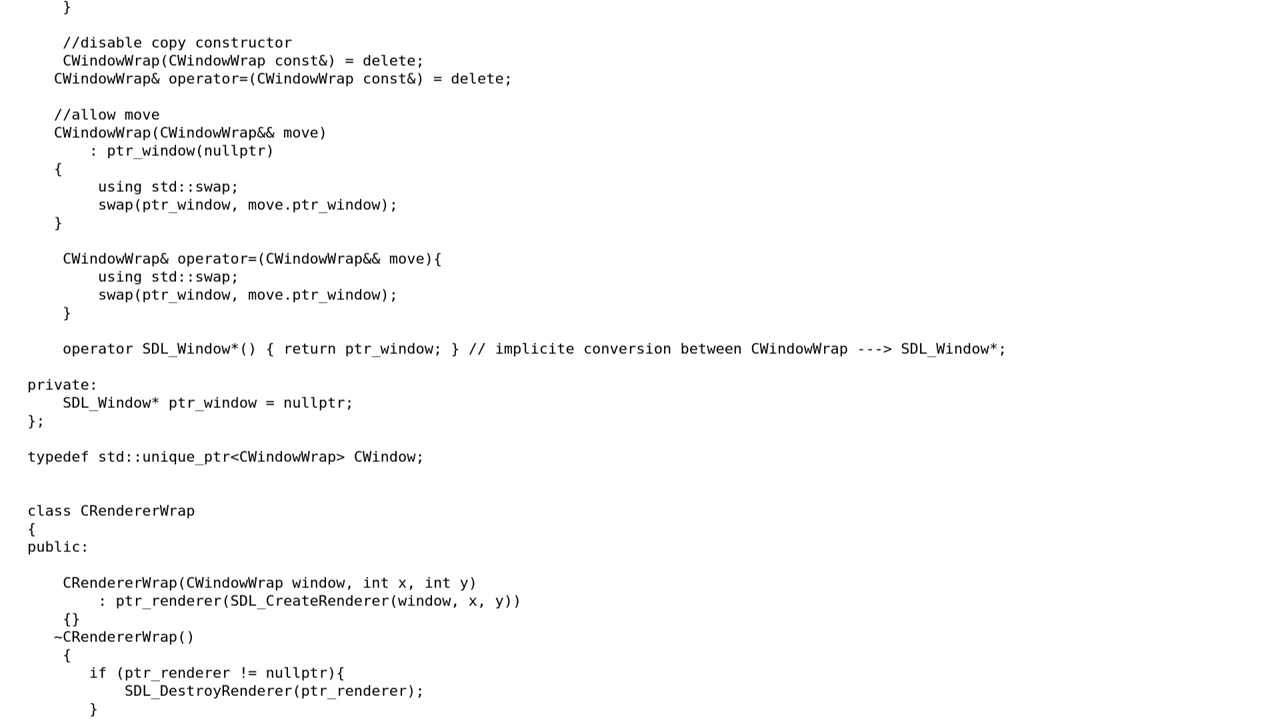 }
//disable copy constructor
CWindowWrap(CWindowWrap const&) = delete;
CWindowWrap& operator=(CWindowWrap const&) = delete;
//allow move
CWindowWrap(CWindowWrap&& move)
: ptr_window(nullptr)
{
using std::swap;
swap(ptr_window, move.ptr_window);
}
CWindowWrap& operator=(CWindowWrap&& move){
using std::swap;
swap(ptr_window, move.ptr_window);
}
operator SDL_Window*() { return ptr_window; } // implicite conversion between CWindowWrap ---> SDL_Window*;
private:
SDL_Window* ptr_window = nullptr;
};
typedef std::unique_ptr<CWindowWrap> CWindow;
class CRendererWrap
{
public:
CRendererWrap(CWindowWrap window, int x, int y)
: ptr_renderer(SDL_CreateRenderer(window, x, y))
{}
~CRendererWrap()
{
if (ptr_renderer != nullptr){
SDL_DestroyRenderer(ptr_renderer);
}